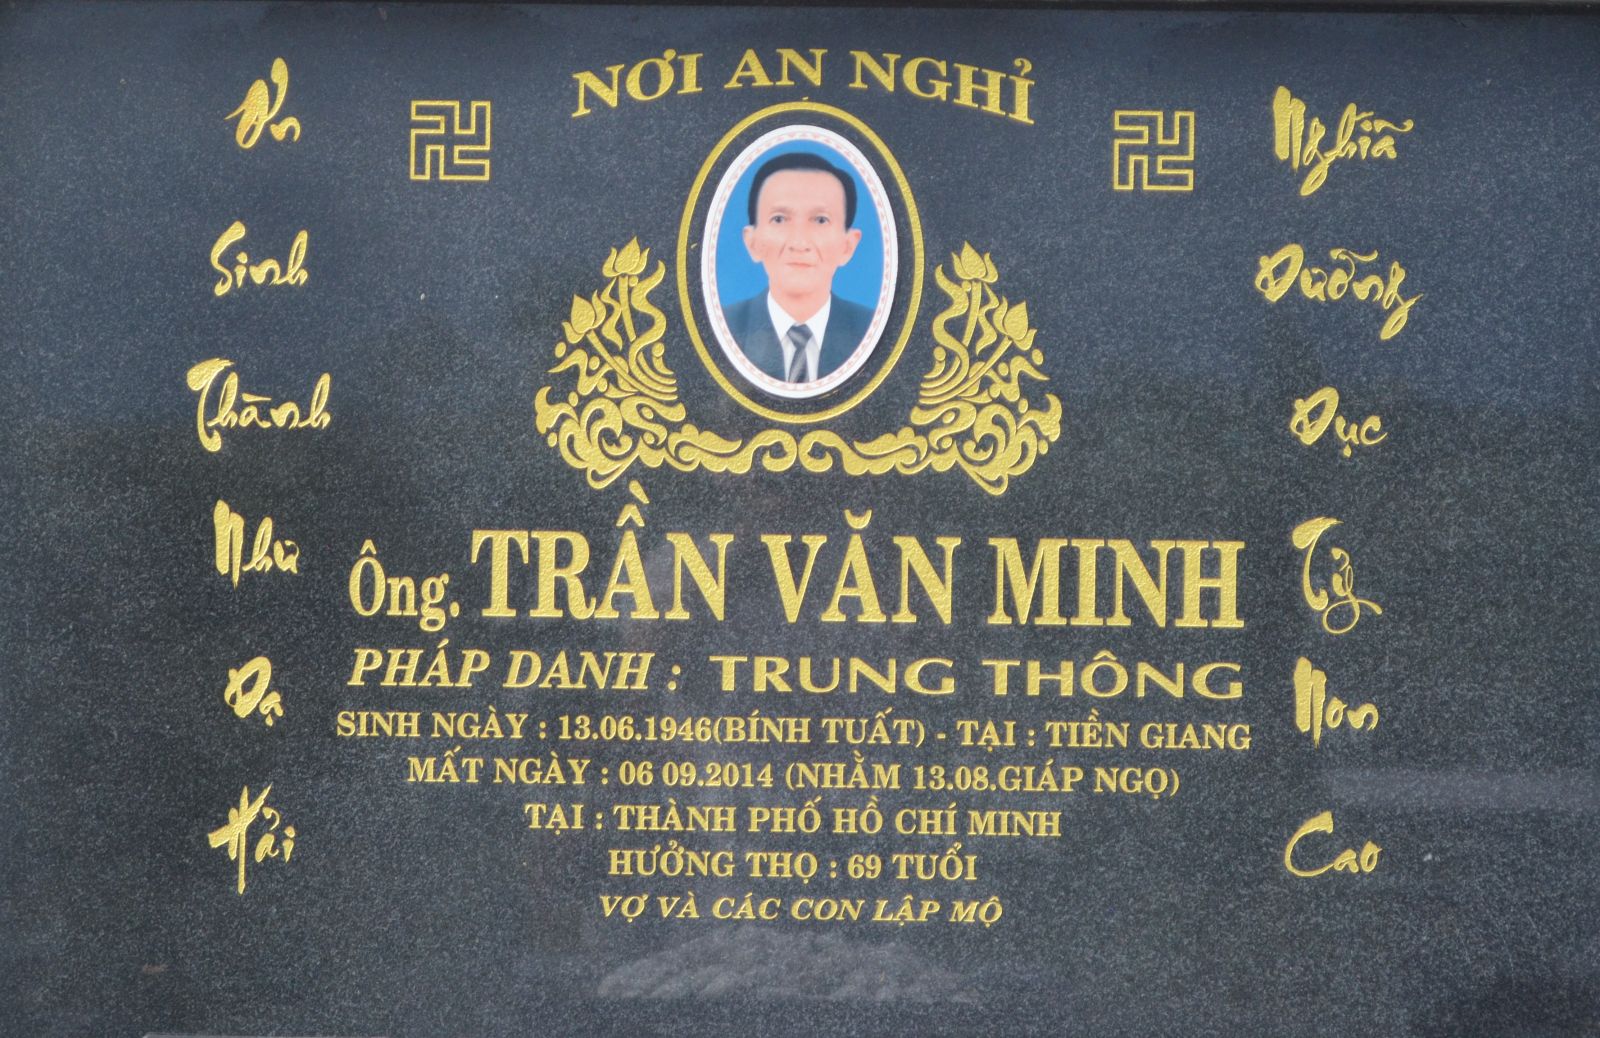 NƠI AN NGHỈ
Ơn
Sinh
Thành
Như
Dạ
Hải
Nghĩa
Dưỡng
Dục
Tỷ
Non
Cao
Ông. TRẦN VĂN MINH
PHÁP DANH : TRUNG THÔNG
SINH NGÀY : 13.06.1946(BÍNH TUẤT) - TẠI : TIỀN GIANG
MẤT NGÀY : 06 09.2014 (NHẰM 13.08.GIÁP NGỌ)
TẠI : THÀNH PHỐ HỒ CHÍ MINH
HƯỞNG THỌ : 69 TUỔI
VỢ VÀ CÁC CON LẬP MỘ